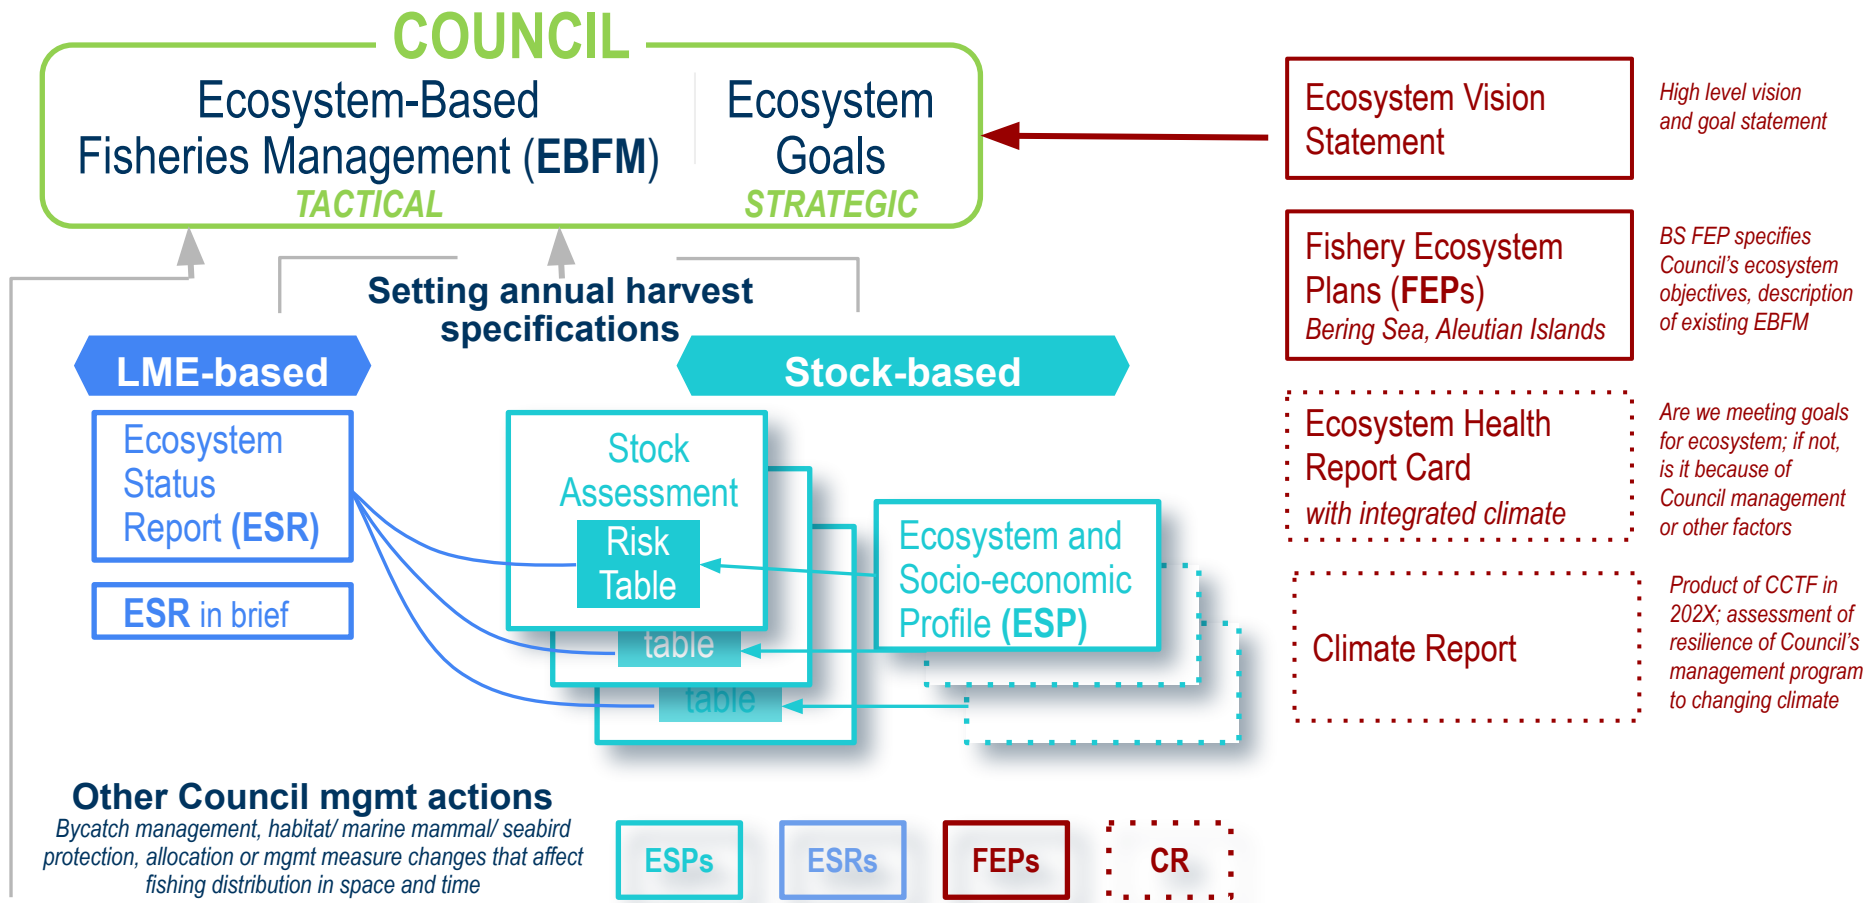 COUNCIL
Ecosystem-Based
Fisheries Management (EBFM)
TACTICAL
Ecosystem
Goals
STRATEGIC
Setting annual harvest
specifications
LME-based
Stock-based
Ecosystem
Status
Report (ESR)
ESR in brief
Stock
Assessment
Risk
Table
table
table
Ecosystem and
Socio-economic
Profile (ESP)
Other Council mgmt actions
Bycatch management, habitat/ marine mammal/ seabird
protection, allocation or mgmt measure changes that affect
fishing distribution in space and time
ESPs
ESRs
FEPs
CR
Ecosystem Vision
Statement
High level vision
and goal statement
Fishery Ecosystem
Plans (FEPs)
Bering Sea, Aleutian Islands
BS FEP specifies
Council's ecosystem
objectives, description
of existing EBFM
Ecosystem Health
Report Card
with integrated climate
Are we meeting goals
for ecosystem; if not,
is it because of
Council management
or other factors
Climate Report
Product of CCTF in
202X; assessment of
resilience of Council's
management program
to changing climate